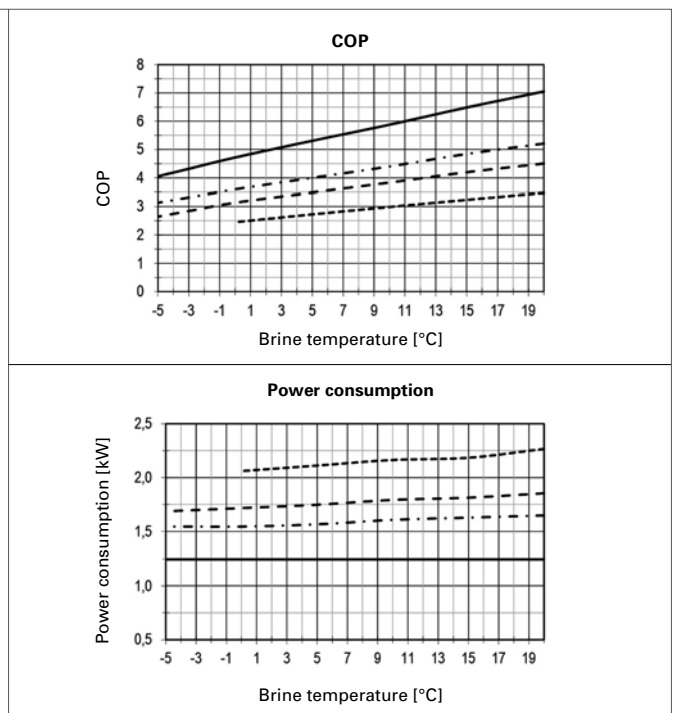 COP
8
7
6
5
4
3
2
1
0
COP
-5 -3 -1 1 3 5 7 9 11 13 15 17 19
Brine temperature [°C]
Power consumption
2,5
2,0
1,5
1,0
0,5
Power consumption [kW]
-5 -3 -1 1 3 5 7 9 11 13 15 17 19
Brine temperature [°C]